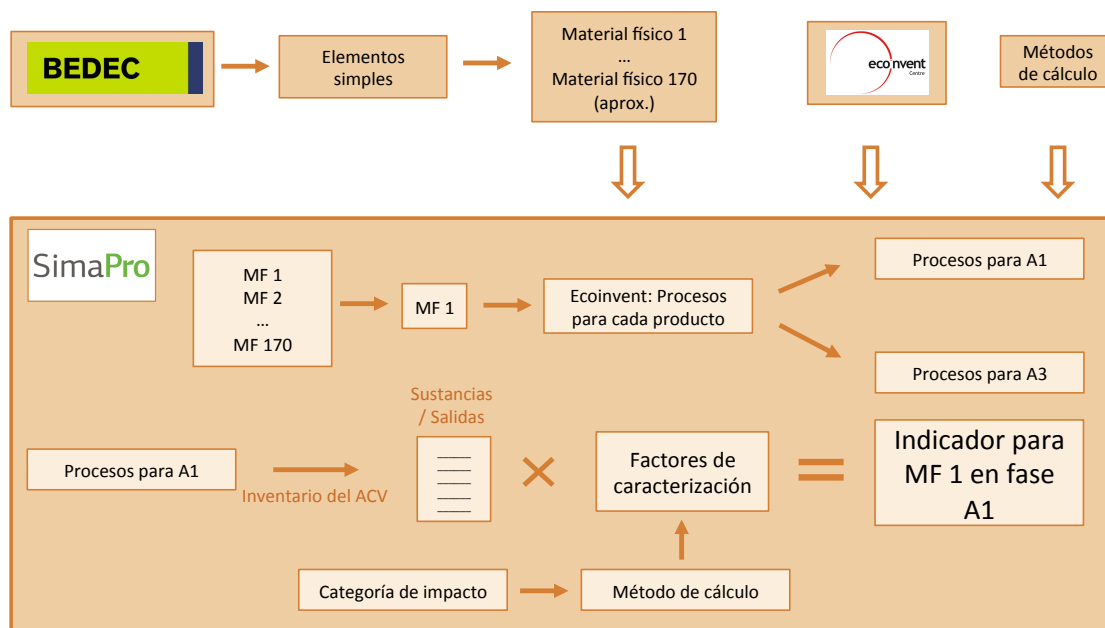 BEDEC
Elementos
simples
Material físico 1
...
Material físico 170
(aprox.)
ecoinvent
Centre
Métodos
de cálculo
SimaPro
MF 1
MF 2
...
MF 170
MF 1
Ecoinvent: Procesos
para cada producto
Procesos para A1
Procesos para A3
Procesos para A1
Inventario del ACV
Sustancias
/ Salidas
Factores de
caracterización
Indicador para
MF 1 en fase
A1
Categoría de impacto
Método de cálculo